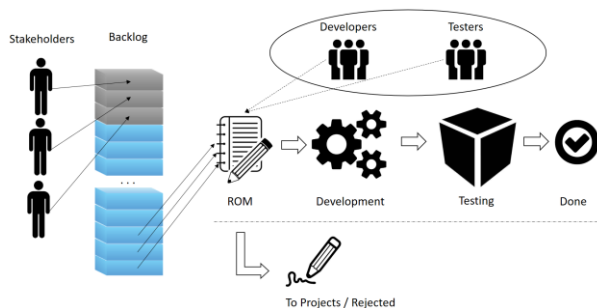 Stakeholders
Backlog
Developers
Testers
...
ROM
Development
Testing
Done
To Projects / Rejected